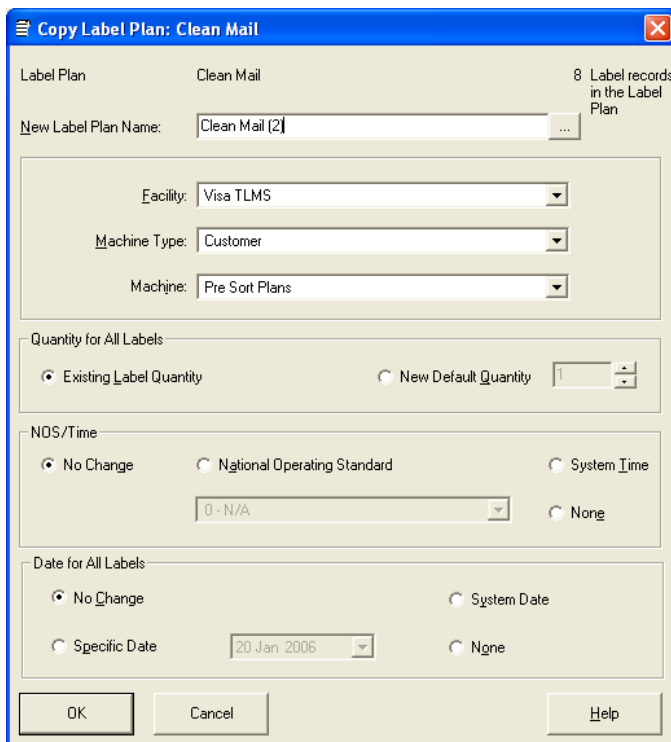 Copy Label Plan: Clean Mail
Label Plan Clean Mail 8 Label records
in the Label
Plan
New Label Plan Name: Clean Mail (2) ...
Facility: Visa TLMS
Machine Type: Customer
Machine: Pre Sort Plans
Quantity for All Labels
Existing Label Quantity New Default Quantity 1
NOS/Time
No Change National Operating Standard System Time
0 - N/A None
Date for All Labels
No Change System Date
Specific Date 20 Jan 2006 None
OK Cancel Help